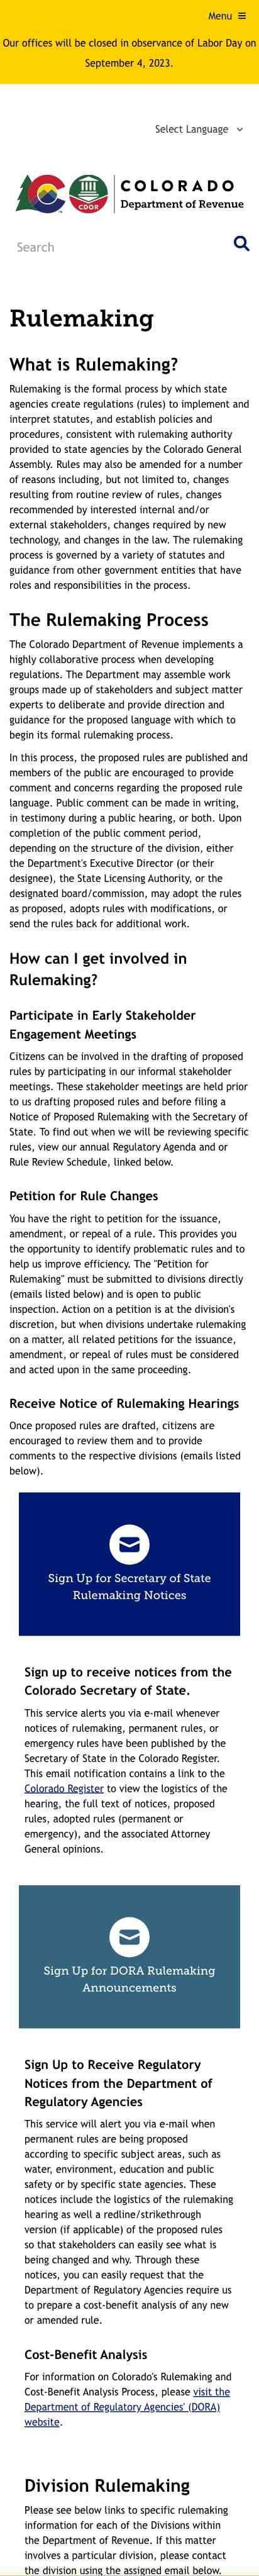 Menu ≡
Our offices will be closed in observance of Labor Day on
September 4, 2023.
Select Language
CDOR
COLORADO
Department of Revenue
Search
Rulemaking
What is Rulemaking?
Rulemaking is the formal process by which state
agencies create regulations (rules) to implement and
interpret statutes, and establish policies and
procedures, consistent with rulemaking authority
provided to state agencies by the Colorado General
Assembly. Rules may also be amended for a number
of reasons including, but not limited to, changes
resulting from routine review of rules, changes
recommended by interested internal and/or
external stakeholders, changes required by new
technology, and changes in the law. The rulemaking
process is governed by a variety of statutes and
guidance from other government entities that have
roles and responsibilities in the process.
The Rulemaking Process
The Colorado Department of Revenue implements a
highly collaborative process when developing
regulations. The Department may assemble work
groups made up of stakeholders and subject matter
experts to deliberate and provide direction and
guidance for the proposed language with which to
begin its formal rulemaking process.
In this process, the proposed rules are published and
members of the public are encouraged to provide
comment and concerns regarding the proposed rule
language. Public comment can be made in writing,
in testimony during a public hearing, or both. Upon
completion of the public comment period,
depending on the structure of the division, either
the Department's Executive Director (or their
designee), the State Licensing Authority, or the
designated board/commission, may adopt the rules
as proposed, adopts rules with modifications, or
send the rules back for additional work.
How can I get involved in
Rulemaking?
Participate in Early Stakeholder
Engagement Meetings
Citizens can be involved in the drafting of proposed
rules by participating in our informal stakeholder
meetings. These stakeholder meetings are held prior
to us drafting proposed rules and before filing a
Notice of Proposed Rulemaking with the Secretary of
State. To find out when we will be reviewing specific
rules, view our annual Regulatory Agenda and or
Rule Review Schedule, linked below.
Petition for Rule Changes
You have the right to petition for the issuance,
amendment, or repeal of a rule. This provides you
the opportunity to identify problematic rules and to
help us improve efficiency. The "Petition for
Rulemaking" must be submitted to divisions directly
(emails listed below) and is open to public
inspection. Action on a petition is at the division's
discretion, but when divisions undertake rulemaking
on a matter, all related petitions for the issuance,
amendment, or repeal of rules must be considered
and acted upon in the same proceeding.
Receive Notice of Rulemaking Hearings
Once proposed rules are drafted, citizens are
encouraged to review them and to provide
comments to the respective divisions (emails listed
below).
Sign Up for Secretary of State
Rulemaking Notices
Sign up to receive notices from the
Colorado Secretary of State.
This service alerts you via e-mail whenever
notices of rulemaking, permanent rules, or
emergency rules have been published by the
Secretary of State in the Colorado Register.
This email notification contains a link to the
Colorado Register to view the logistics of the
hearing, the full text of notices, proposed
rules, adopted rules (permanent or
emergency), and the associated Attorney
General opinions.
Sign Up for DORA Rulemaking
Announcements
Sign Up to Receive Regulatory
Notices from the Department of
Regulatory Agencies
This service will alert you via e-mail when
permanent rules are being proposed
according to specific subject areas, such as
water, environment, education and public
safety or by specific state agencies. These
notices include the logistics of the rulemaking
hearing as well a redline/strikethrough
version (if applicable) of the proposed rules
so that stakeholders can easily see what is
being changed and why. Through these
notices, you can easily request that the
Department of Regulatory Agencies require us
to prepare a cost-benefit analysis of any new
or amended rule.
Cost-Benefit Analysis
For information on Colorado's Rulemaking and
Cost-Benefit Analysis Process, please visit the
Department of Regulatory Agencies' (DORA)
website.
Division Rulemaking
Please see below links to specific rulemaking
information for each of the Divisions within
the Department of Revenue. If this matter
involves a particular division, please contact
the division using the assigned email below.